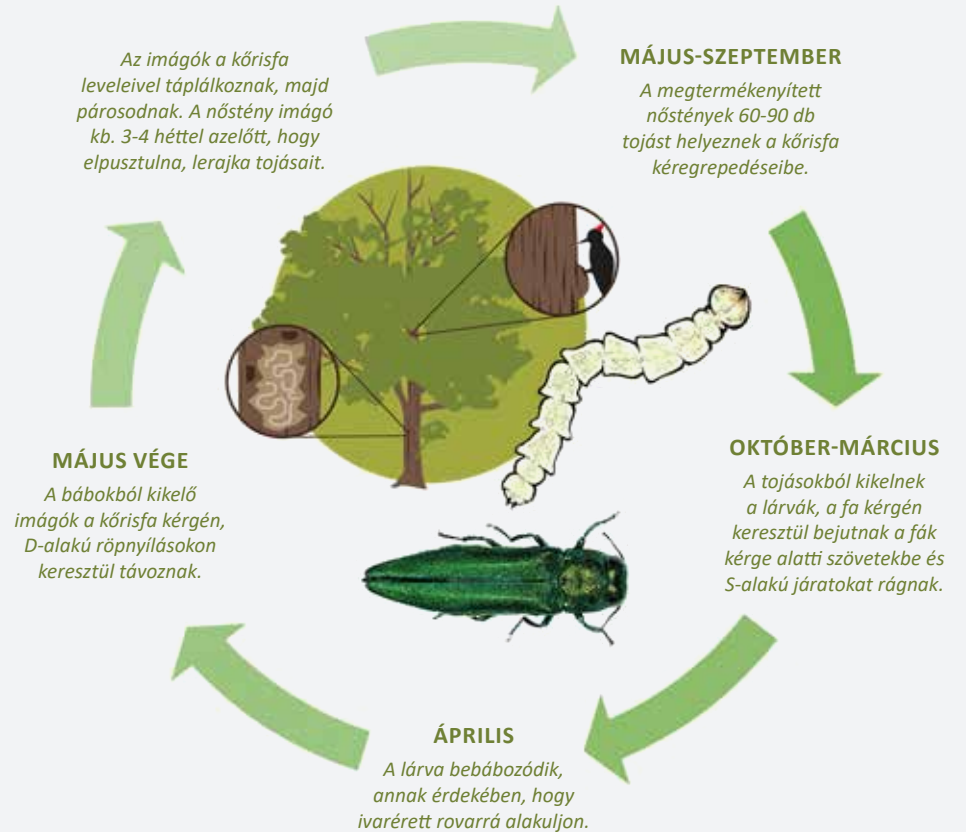 Az imágók a kőrisfa
leveleivel táplálkoznak, majd
párosodnak. A nőstény imágó
kb. 3-4 héttel azelőtt, hogy
elpusztulna, lerajka tojásait.
MÁJUS-SZEPTEMBER
A megtermékenyített
nőstények 60-90 db
tojást helyeznek a kőrisfa
kéregrepedéseibe.
OKTÓBER-MÁRCIUS
A tojásokból kikelnek
a lárvák, a fa kérgén
keresztül bejutnak a fák
kérge alatti szövetekbe és
S-alakú járatokat rágnak.
ÁPRILIS
A lárva bebábozódik,
annak érdekében, hogy
ivarérett rovarrá alakuljon.
MÁJUS VÉGE
A bábokból kikelő
imágók a kőrisfa kérgén,
D-alakú röpnyílásokon
keresztül távoznak.